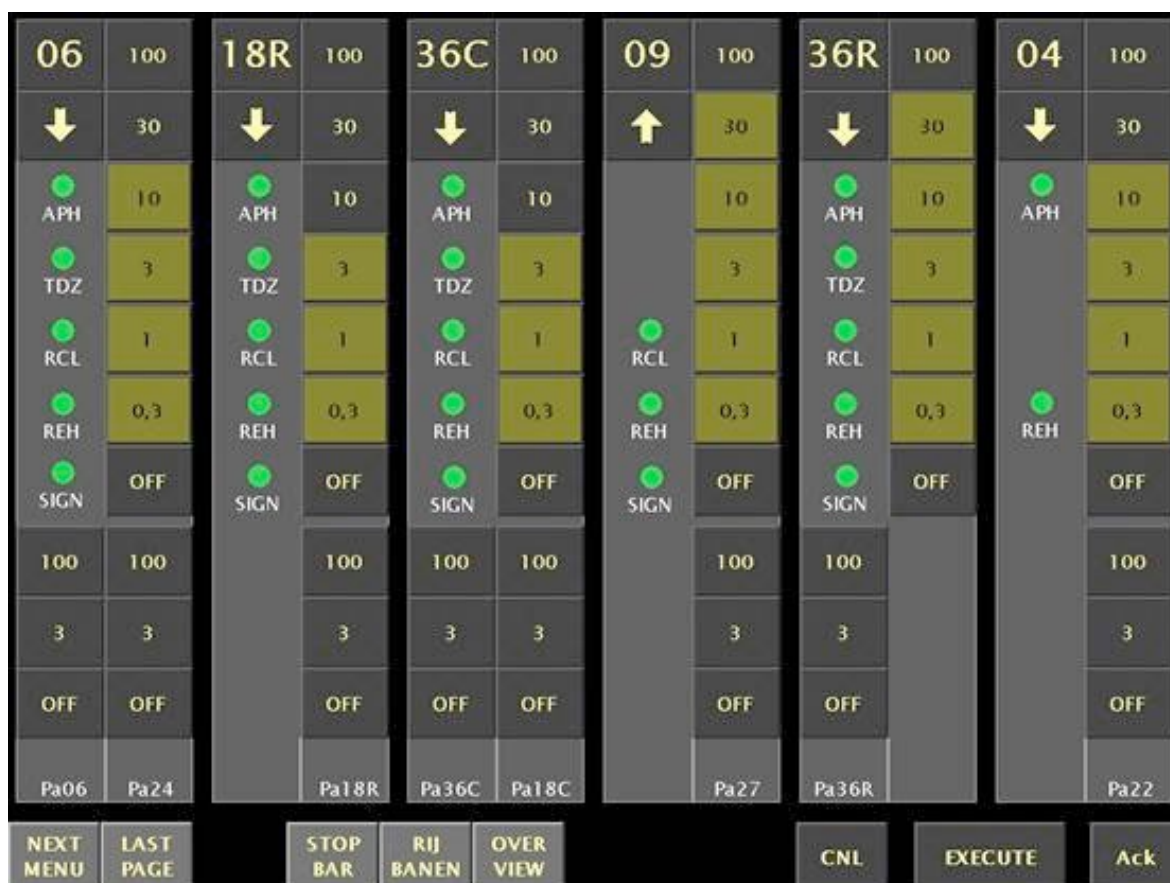 06 100 18R 100 36C 100 09 100 36R 100 04 100
30 30 30 30 30 30
APH 10 APH 10 APH 10 10 APH 10 APH 10
TDZ 3 TDZ 3 TDZ 3 3 TDZ 3 3
RCL 1 RCL 1 RCL 1 RCL 1 RCL 1 1
REH 0,3 REH 0,3 REH 0,3 REH 0,3 REH 0,3 REH 0,3
SIGN OFF SIGN OFF SIGN OFF SIGN OFF SIGN OFF OFF
100 100 100 100 100 100 100 100
3 3 3 3 3 3 3 3
OFF OFF OFF OFF OFF OFF OFF OFF
Pa06 Pa24 Pa18R Pa36C Pa18C Pa27 Pa36R Pa22
NEXT MENU LAST PAGE STOP BAR RIJ BANEN OVER VIEW CNL EXECUTE Ack